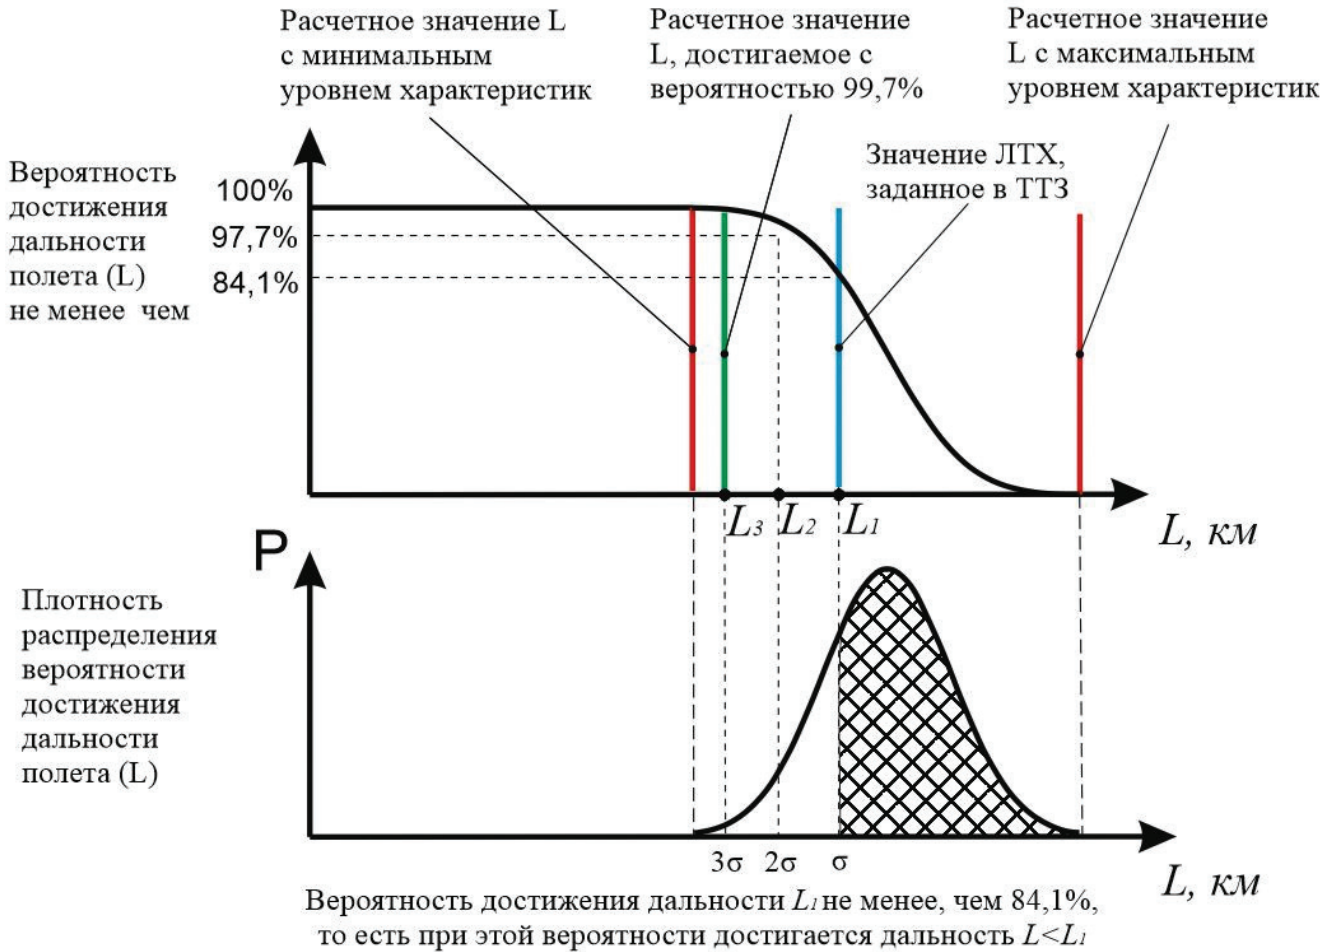 Расчетное значение L
с минимальным
уровнем характеристик
Расчетное значение
L, достигаемое с
вероятностью 99,7%
Расчетное значение
L с максимальным
уровнем характеристик
Значение ЛТХ,
заданное в ТТЗ
Вероятность
достижения
дальности
полета (L)
не менее чем
100%
97,7%
84,1%
L3
L2
L1
L, км
P
Плотность
распределения
вероятности
достижения
дальности
полета (L)
3σ
2σ
σ
L, км
Вероятность достижения дальности L1 не менее, чем 84,1%,
то есть при этой вероятности достигается дальность L<L1